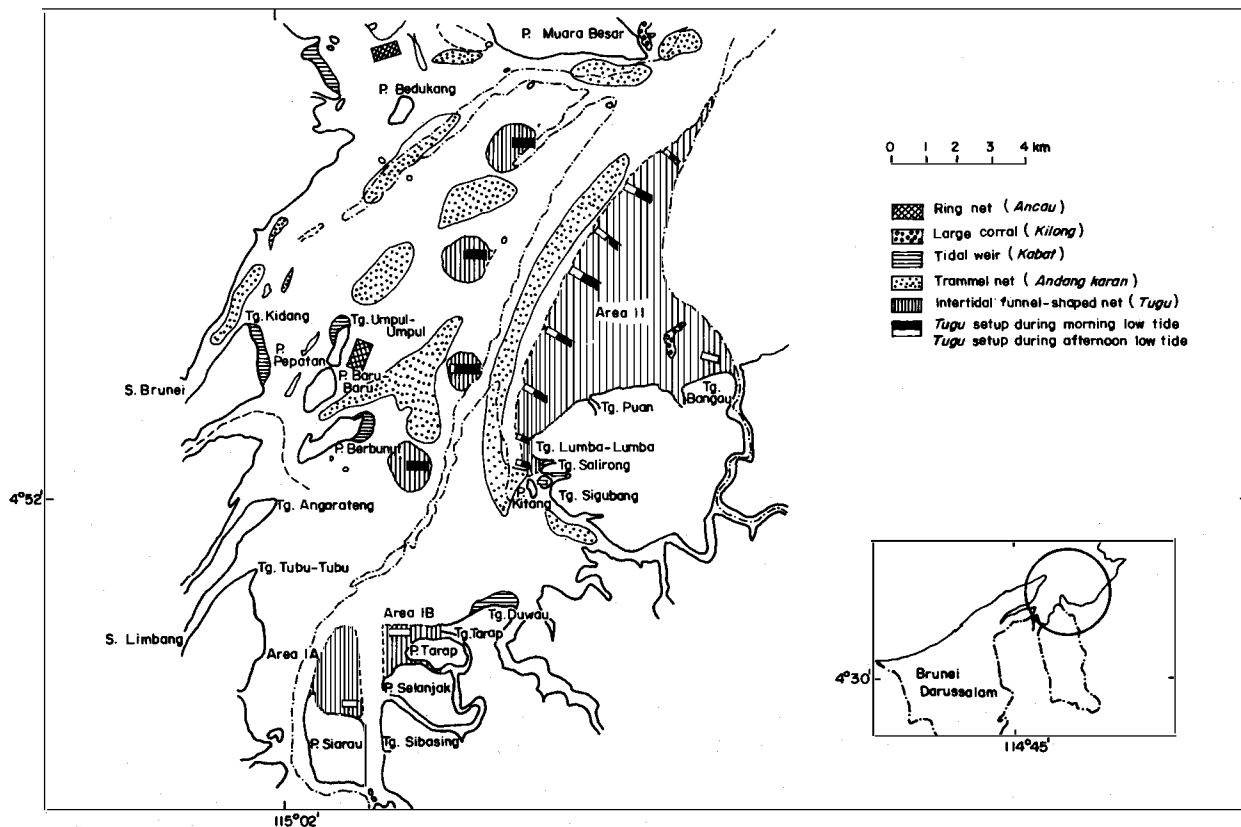 P. Muara Besar
P. Bedukang
0 1 2 3 4 km
Ring net (Ancau)
Large corral (Kilong)
Tidal weir (Kabat)
Trammel net (Andang karan)
Intertidal funnel-shaped net (Tugu)
Tugu setup during morning low tide
Tugu setup during afternoon low tide
Area II
Tg. Kidang
Tg. Umpul-
Umpul
P.
Pepatan
P. Baru-
Baru
S. Brunei
Tg. Puan
Tg.
Bangau
P. Berbunut
Tg. Lumba-Lumba
Tg. Salirong
P.
Kitang
Tg. Sigubang
4°52'
Tg. Angarateng
Tg. Tubu-Tubu
S. Limbang
Area 1A
Area 1B
Tg. Duwau
Tg. Tarap
P. Tarap
P. Selanjak
P. Siarau
Tg. Sibasing
115°02'
4°30'
Brunei
Darussalam
114°45'